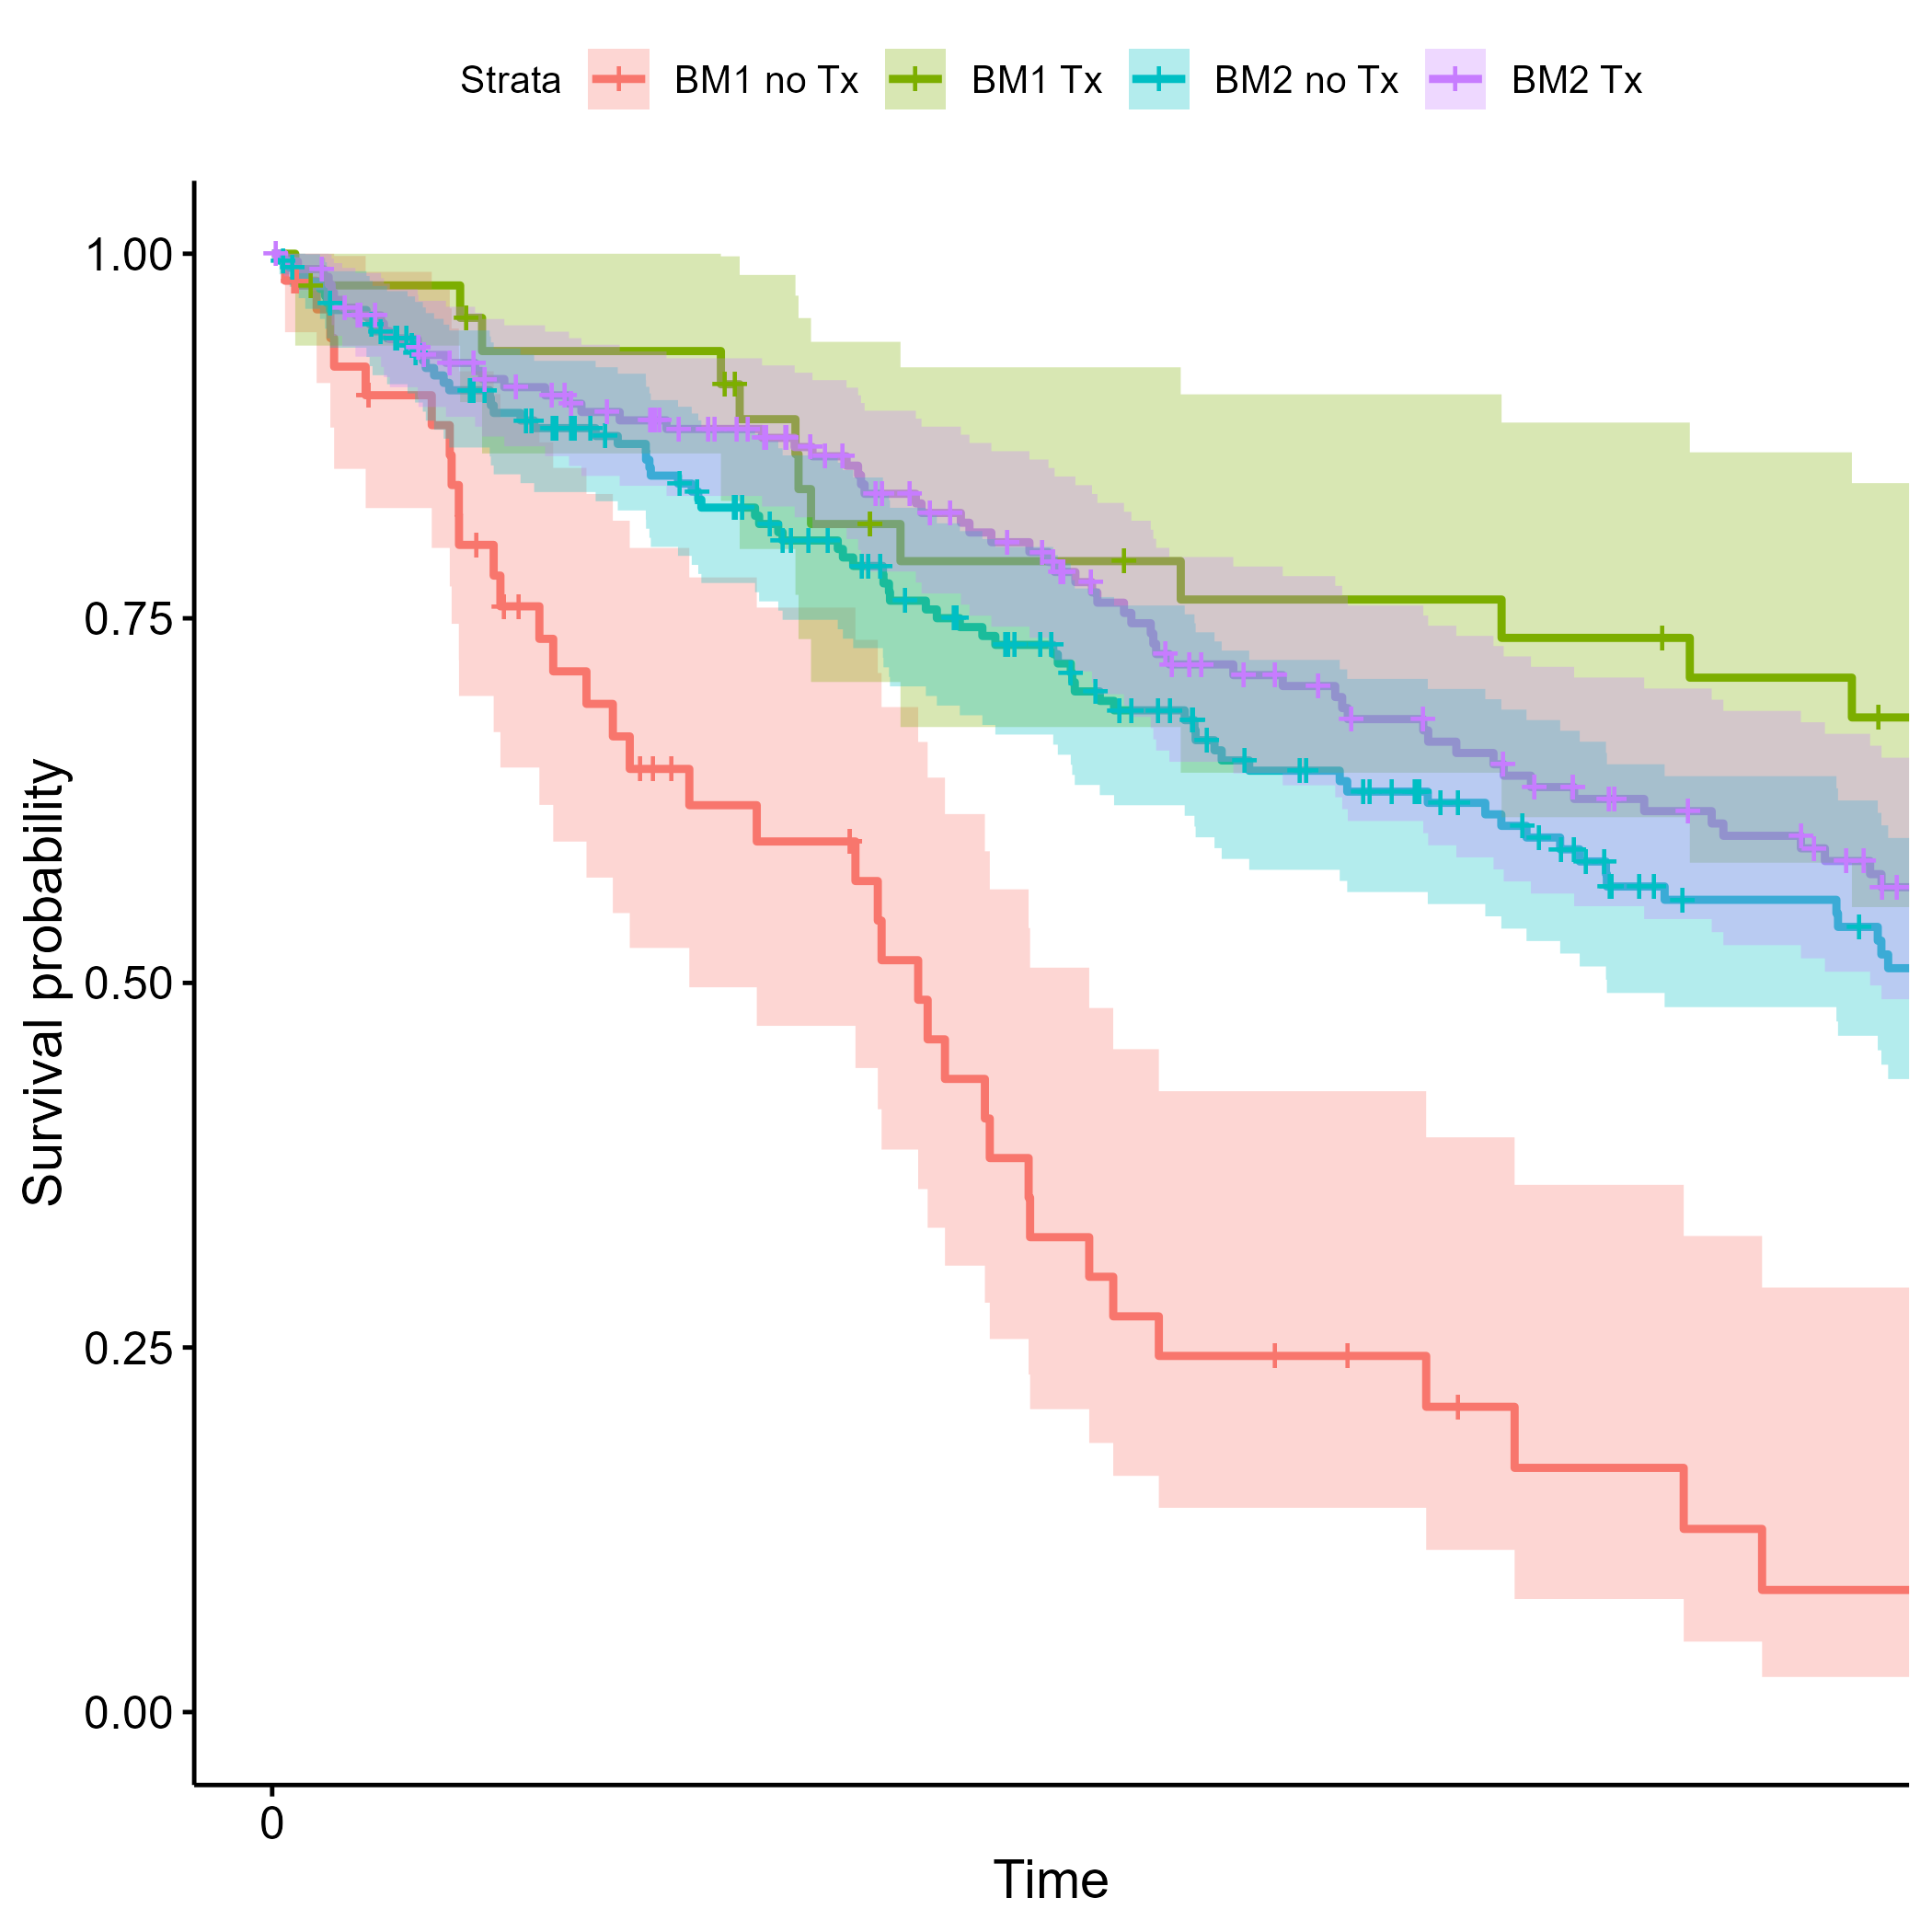 Strata BM1 no Tx BM1 Tx BM2 no Tx BM2 Tx
1.00
0.75
0.50
0.25
0.00
Survival probability
0
Time